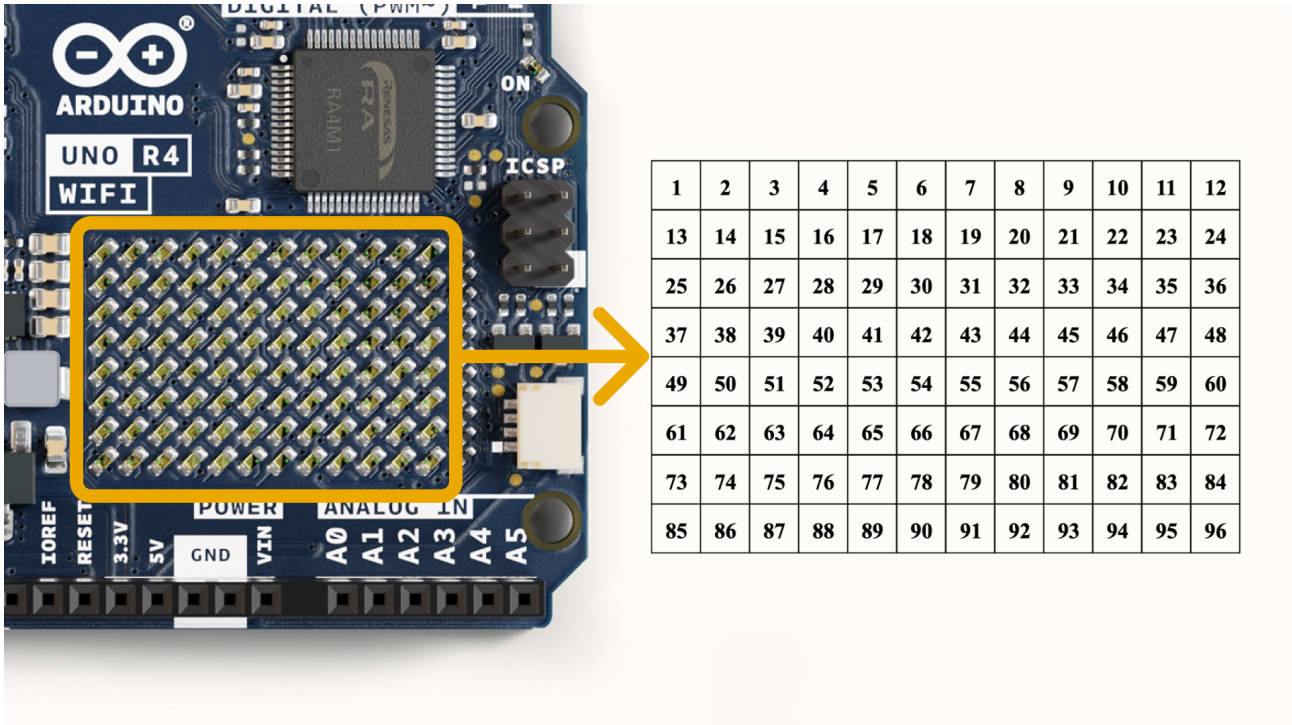 DIGITAL (PWM~)
®
ARDUINO
UNO R4
WIFI
RENESAS
RA
RA4M1
ON
ICSP
1 2 3 4 5 6 7 8 9 10 11 12
13 14 15 16 17 18 19 20 21 22 23 24
25 26 27 28 29 30 31 32 33 34 35 36
37 38 39 40 41 42 43 44 45 46 47 48
49 50 51 52 53 54 55 56 57 58 59 60
61 62 63 64 65 66 67 68 69 70 71 72
73 74 75 76 77 78 79 80 81 82 83 84
85 86 87 88 89 90 91 92 93 94 95 96
POWER
ANALOG IN
IOREF
RESET
3.3V
5V
GND
VIN
A0
A1
A2
A3
A4
A5